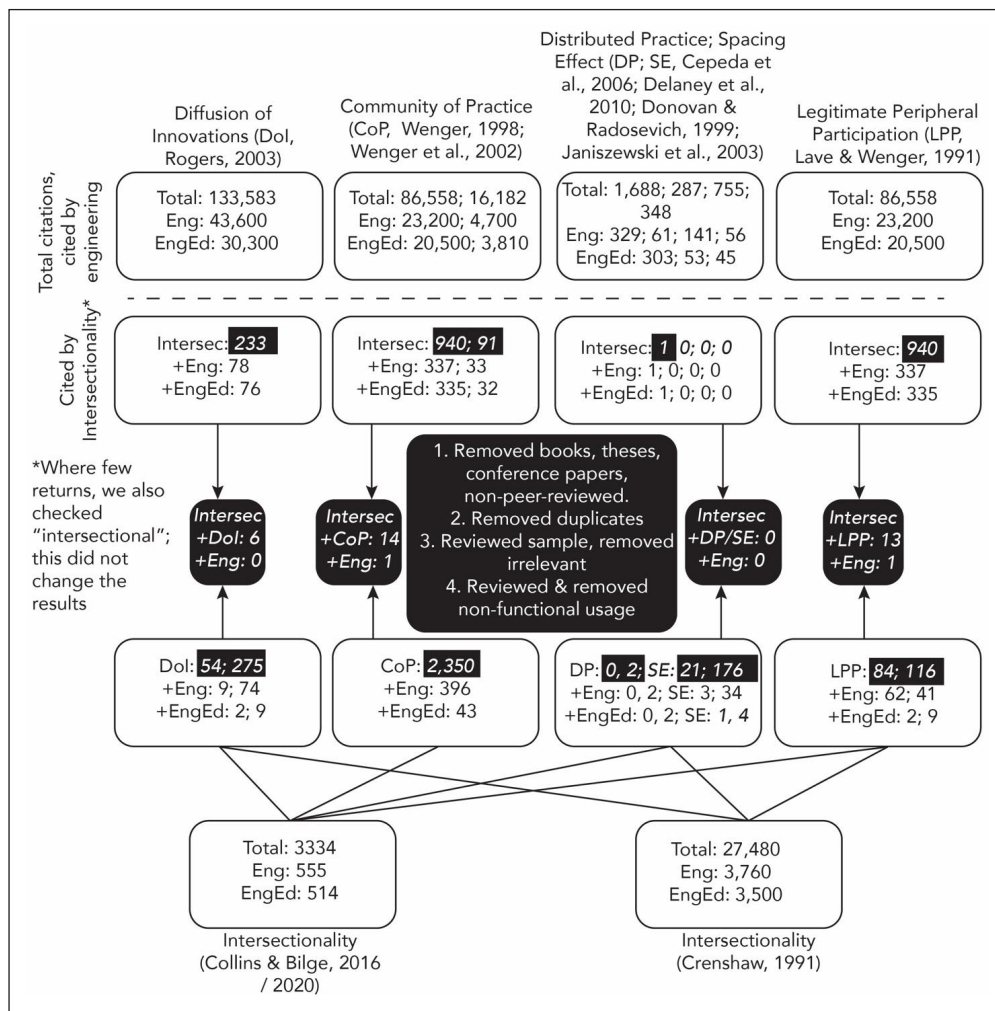 Diffusion of
Innovations (DoI,
Rogers, 2003)
Community of Practice
(CoP, Wenger, 1998;
Wenger et al., 2002)
Distributed Practice; Spacing
Effect (DP; SE, Cepeda et
al., 2006; Delaney et al.,
2010; Donovan &
Radosevich, 1999;
Janiszewski et al., 2003)
Legitimate Peripheral
Participation (LPP,
Lave & Wenger, 1991)
Total citations,
cited by
engineering
Total: 133,583
Eng: 43,600
EngEd: 30,300
Total: 86,558; 16,182
Eng: 23,200; 4,700
EngEd: 20,500; 3,810
Total: 1,688; 287; 755;
348
Eng: 329; 61; 141; 56
EngEd: 303; 53; 45
Total: 86,558
Eng: 23,200
EngEd: 20,500
Cited by
Intersectionality*
Intersec: 233
+Eng: 78
+EngEd: 76
Intersec: 940; 91
+Eng: 337; 33
+EngEd: 335; 32
Intersec: 1 0; 0; 0
+Eng: 1; 0; 0; 0
+EngEd: 1; 0; 0; 0
Intersec: 940
+Eng: 337
+EngEd: 335
*Where few
returns, we also
checked
"intersectional";
this did not
change the
results
Intersec
+DoI: 6
+Eng: 0
Intersec
+CoP: 14
+Eng: 1
1. Removed books, theses,
conference papers,
non-peer-reviewed.
2. Removed duplicates
3. Reviewed sample, removed
irrelevant
4. Reviewed & removed
non-functional usage
Intersec
+DP/SE: 0
+Eng: 0
Intersec
+LPP: 13
+Eng: 1
DoI: 54; 275
+Eng: 9; 74
+EngEd: 2; 9
CoP: 2,350
+Eng: 396
+EngEd: 43
DP: 0, 2; SE: 21; 176
+Eng: 0, 2; SE: 3; 34
+EngEd: 0, 2; SE: 1, 4
LPP: 84; 116
+Eng: 62; 41
+EngEd: 2; 9
Total: 3334
Eng: 555
EngEd: 514
Total: 27,480
Eng: 3,760
EngEd: 3,500
Intersectionality
(Collins & Bilge, 2016
/ 2020)
Intersectionality
(Crenshaw, 1991)